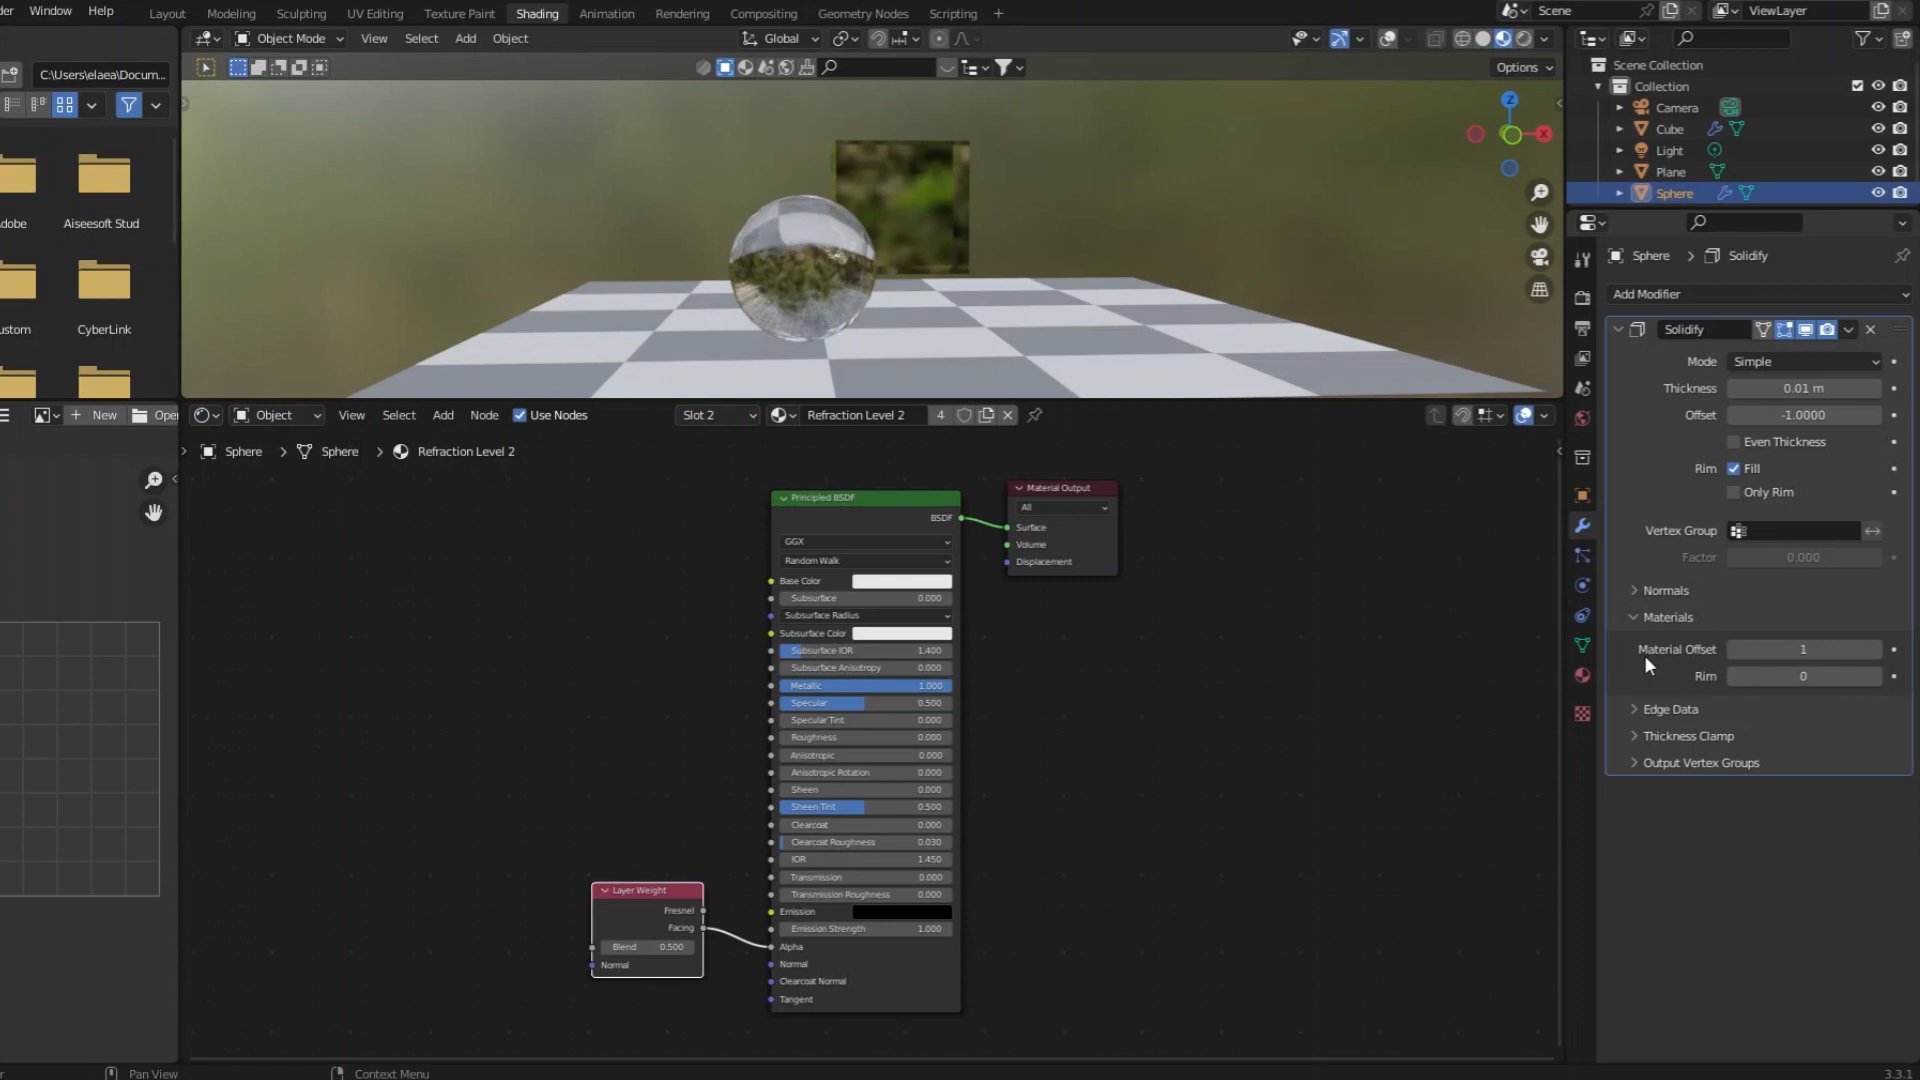 der Window Help Layout Modeling Sculpting UV Editing Texture Paint Shading Animation Rendering Compositing Geometry Nodes Scripting + Scene ViewLayer
Object Mode View Select Add Object Global
Options
C:\Users\elaea\Docum...
dobe Aiseesoft Stud
ustom CyberLink
Z
X
Scene Collection
Collection
Camera
Cube
Light
Plane
Sphere
Sphere > Solidify
Add Modifier
Solidify
Mode Simple
Thickness 0.01 m
Offset -1.0000
Even Thickness
Rim Fill
Only Rim
Vertex Group
Factor 0.000
Normals
Materials
Material Offset 1
Rim 0
Edge Data
Thickness Clamp
Output Vertex Groups
+ New Ope
Object View Select Add Node Use Nodes Slot 2 Refraction Level 2 4
Sphere > Sphere > Refraction Level 2
Principled BSDF
BSDF
GGX
Random Walk
Base Color
Subsurface 0.000
Subsurface Radius
Subsurface Color
Subsurface IOR 1.400
Subsurface Anisotropy 0.000
Metallic 1.000
Specular 0.500
Specular Tint 0.000
Roughness 0.000
Anisotropic 0.000
Anisotropic Rotation 0.000
Sheen 0.000
Sheen Tint 0.500
Clearcoat 0.000
Clearcoat Roughness 0.030
IOR 1.450
Transmission 0.000
Transmission Roughness 0.000
Emission
Emission Strength 1.000
Alpha
Normal
Clearcoat Normal
Tangent
Material Output
All
Surface
Volume
Displacement
Layer Weight
Fresnel
Facing
Blend 0.500
Normal
r Pan View Context Menu 3.3.1